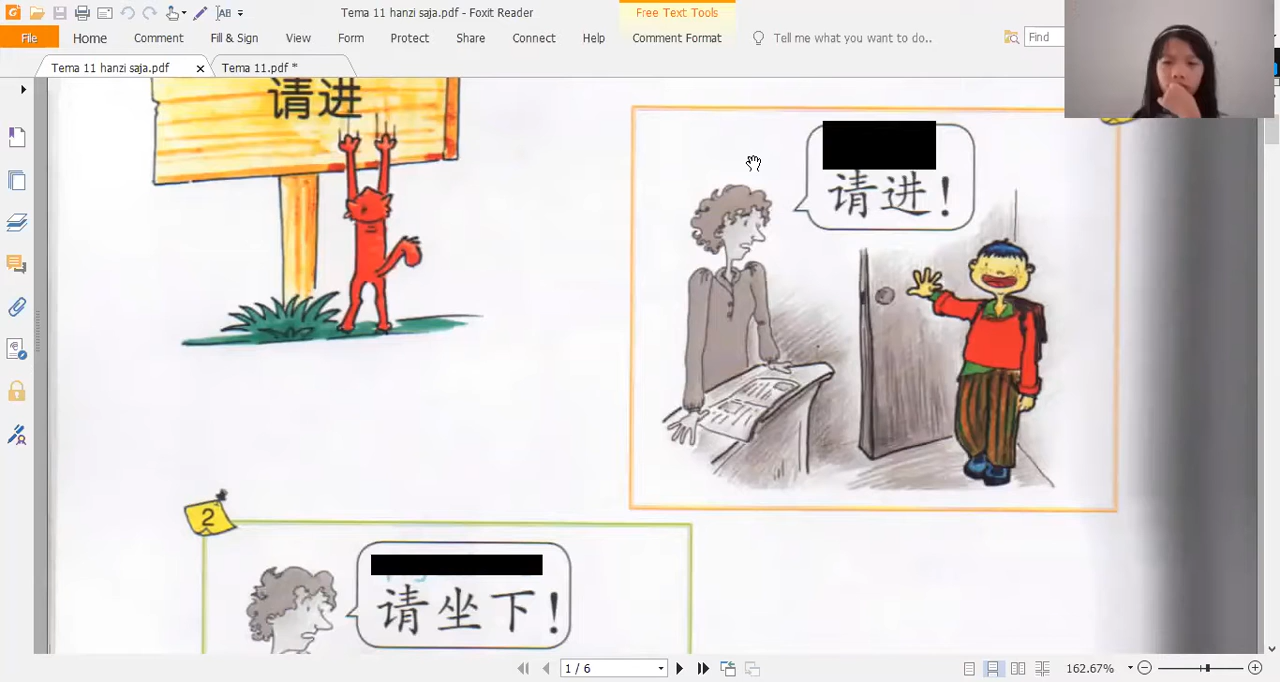 Tema 11 hanzi saja.pdf - Foxit Reader
Free Text Tools
File
Home
Comment
Fill & Sign
View
Form
Protect
Share
Connect
Help
Comment Format
Tell me what you want to do..
Find
Tema 11 hanzi saja.pdf
Tema 11.pdf *
请进
请进!
2
请坐下!
1 / 6
162.67%